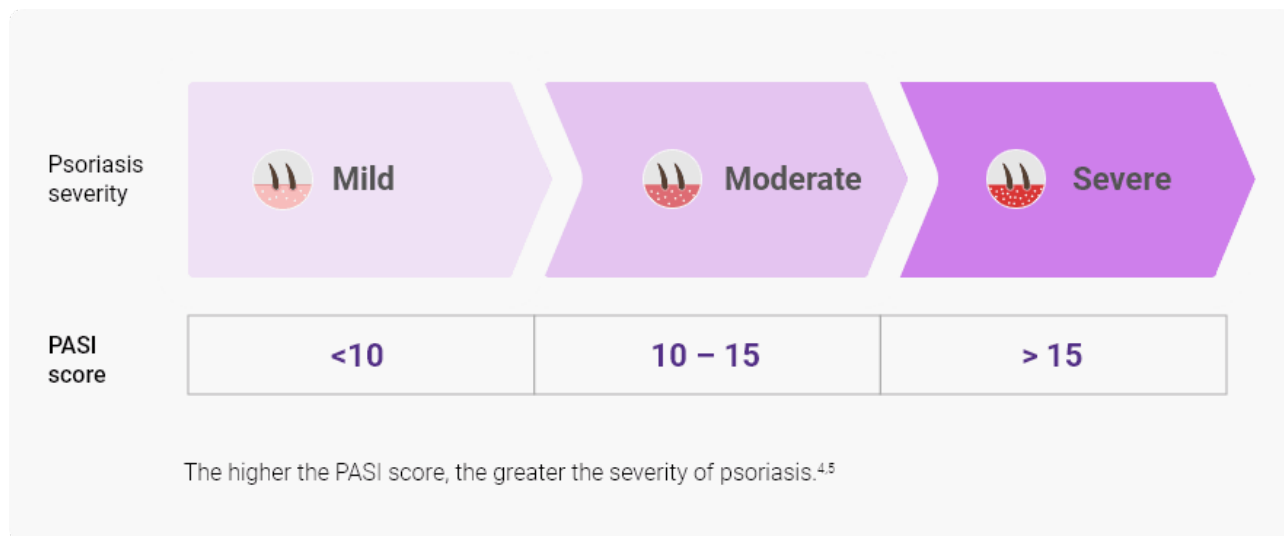 Psoriasis
severity
Mild
Moderate
Severe
PASI
score
<10
10 – 15
> 15
The higher the PASI score, the greater the severity of psoriasis.⁴,⁵